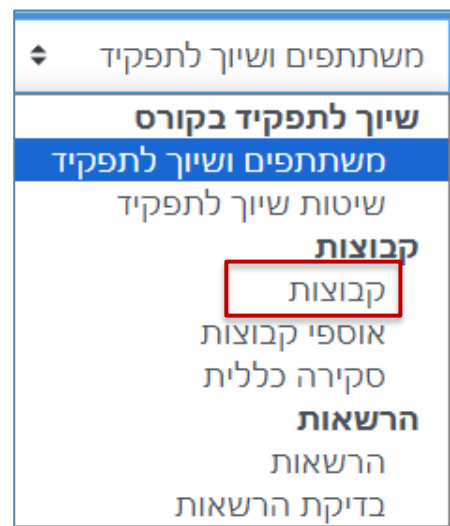 משתתפים ושיוך לתפקיד
שיוך לתפקיד בקורס
משתתפים ושיוך לתפקיד
שיטות שיוך לתפקיד
קבוצות
קבוצות
אוספי קבוצות
סקירה כללית
הרשאות
הרשאות
בדיקת הרשאות